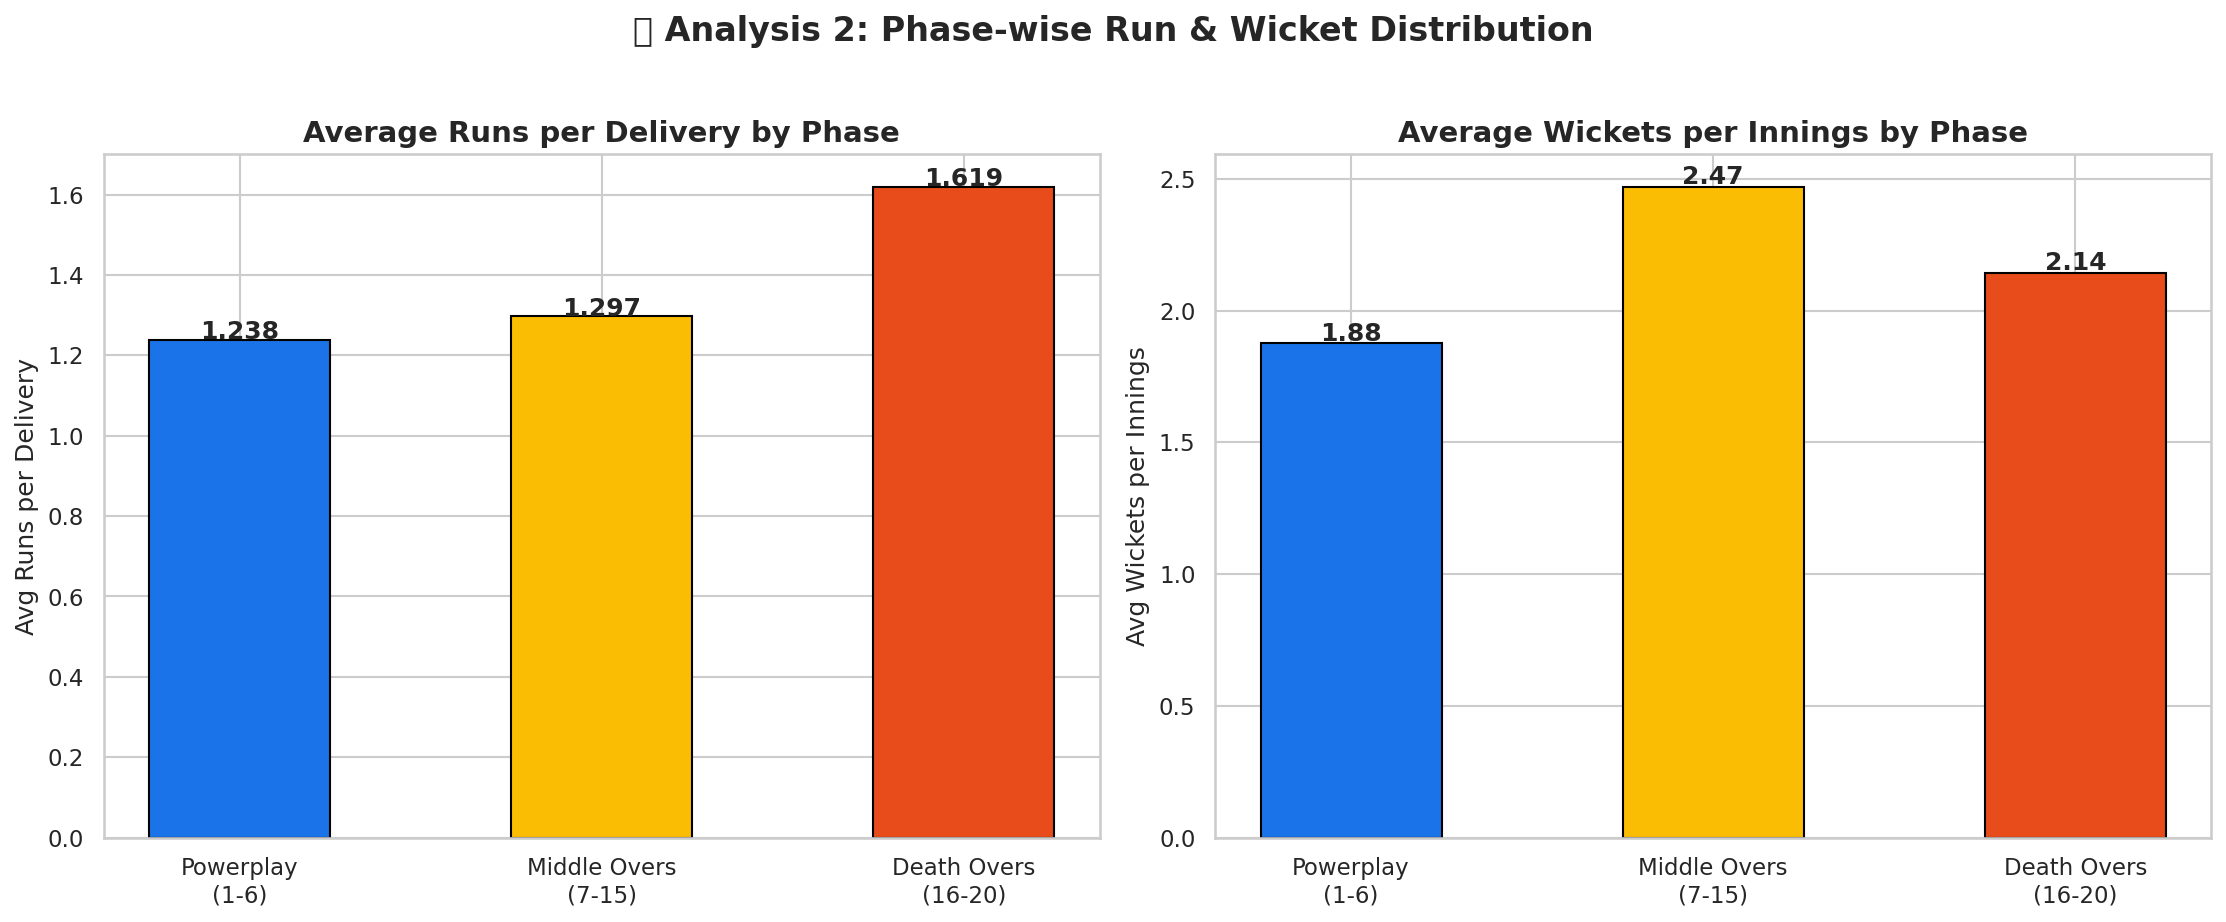 Analysis 2: Phase-wise Run & Wicket Distribution
Average Runs per Delivery by Phase
Avg Runs per Delivery
1.6
1.4
1.2
1.0
0.8
0.6
0.4
0.2
0.0
1.238
1.297
1.619
Powerplay
(1-6)
Middle Overs
(7-15)
Death Overs
(16-20)
Average Wickets per Innings by Phase
Avg Wickets per Innings
2.5
2.0
1.5
1.0
0.5
0.0
1.88
2.47
2.14
Powerplay
(1-6)
Middle Overs
(7-15)
Death Overs
(16-20)